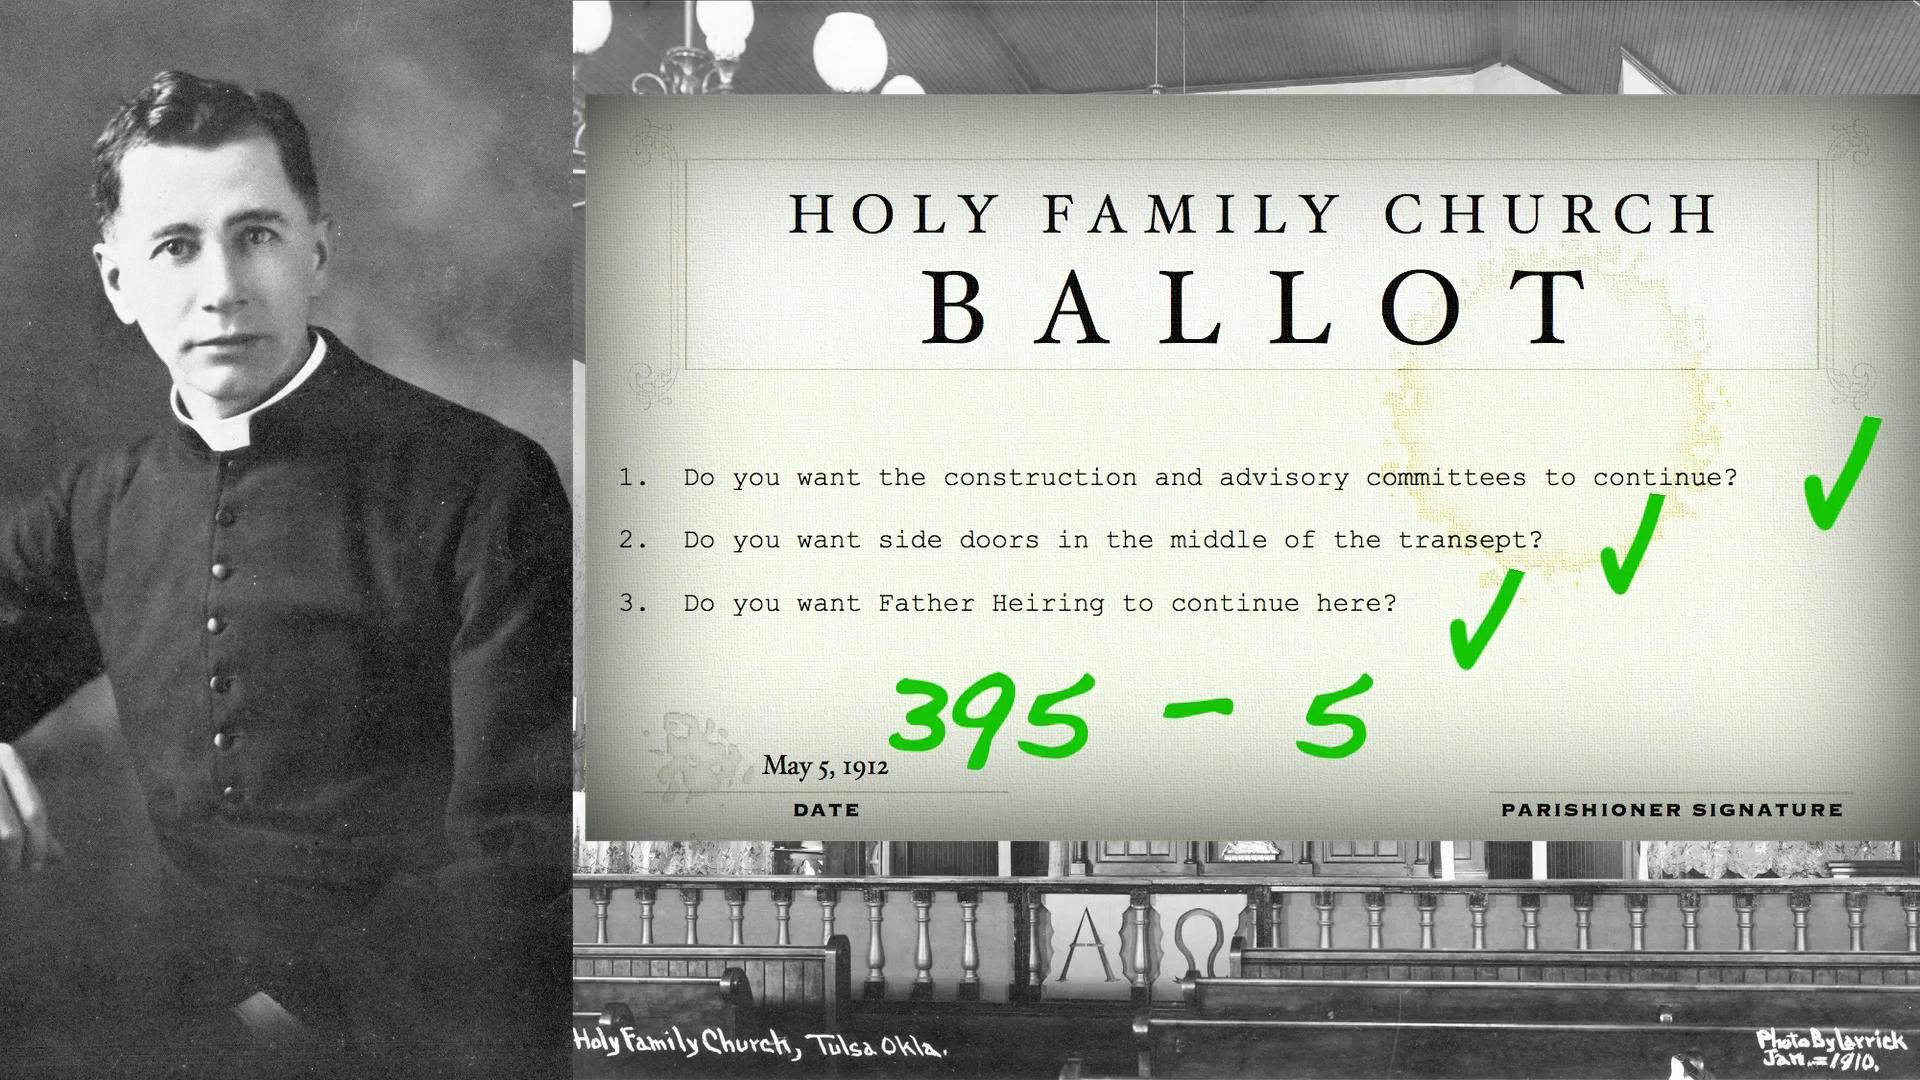 HOLY FAMILY CHURCH
BALLOT
1. Do you want the construction and advisory committees to continue?
2. Do you want side doors in the middle of the transept?
3. Do you want Father Heiring to continue here?
395 - 5
May 5, 1912
DATE
PARISHIONER SIGNATURE
Α Ω
Holy Family Church, Tulsa Okla.
Photo By Larrick
Jan. = 1910.